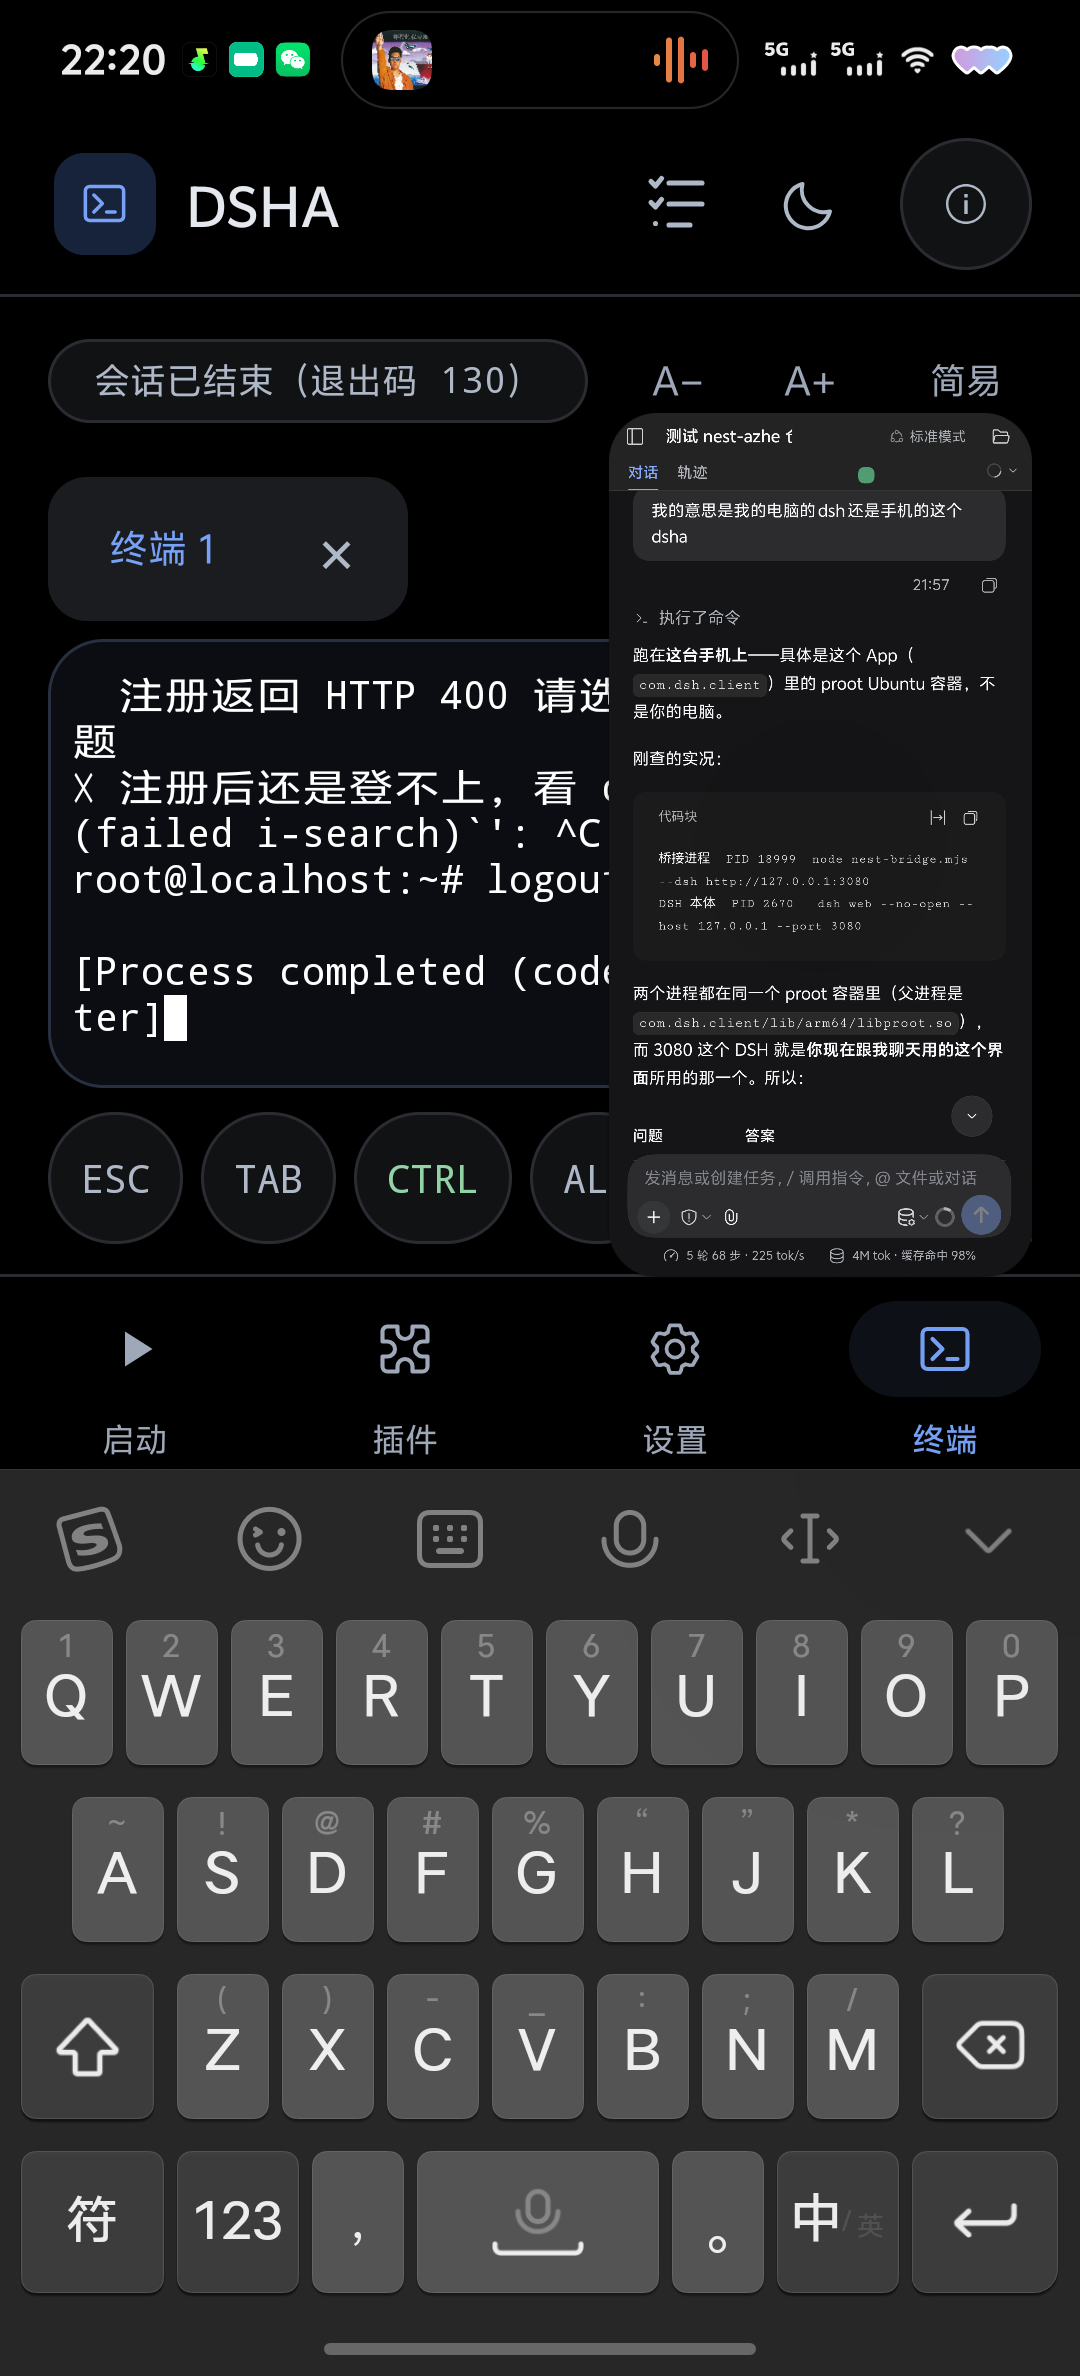 22:20
5G
5G
DSHA
会话已结束（退出码 130）
A−
A+
简易
终端 1
注册返回 HTTP 400 请选
题
X 注册后还是登不上，看
(failed i-search)`': ^C
root@localhost:~# logout
[Process completed (code
ter]
ESC
TAB
CTRL
AL
测试 nest-azhe
标准模式
对话
轨迹
我的意思是我的电脑的dsh还是手机的这个
dsha
21:57
执行了命令
跑在这台手机上——具体是这个 App（
com.dsh.client）里的 proot Ubuntu 容器，不
是你的电脑。
刚查的实况：
代码块
桥接进程 PID 18999 node nest-bridge.mjs
--dsh http://127.0.0.1:3080
DSH 本体 PID 2670 dsh web --no-open --
host 127.0.0.1 --port 3080
两个进程都在同一个 proot 容器里（父进程是
com.dsh.client/lib/arm64/libproot.so），
而 3080 这个 DSH 就是你现在跟我聊天用的这个界
面所用的那一个。所以：
问题
答案
发消息或创建任务，/ 调用指令，@ 文件或对话
5 轮 68 步 · 225 tok/s
4M tok · 缓存命中 98%
启动
插件
设置
终端
1 2 3 4 5 6 7 8 9 0
Q W E R T Y U I O P
~ ! @ # % “ ” * ?
A S D F G H J K L
( ) - _ : ; /
Z X C V B N M
符
123
，
。
中/英